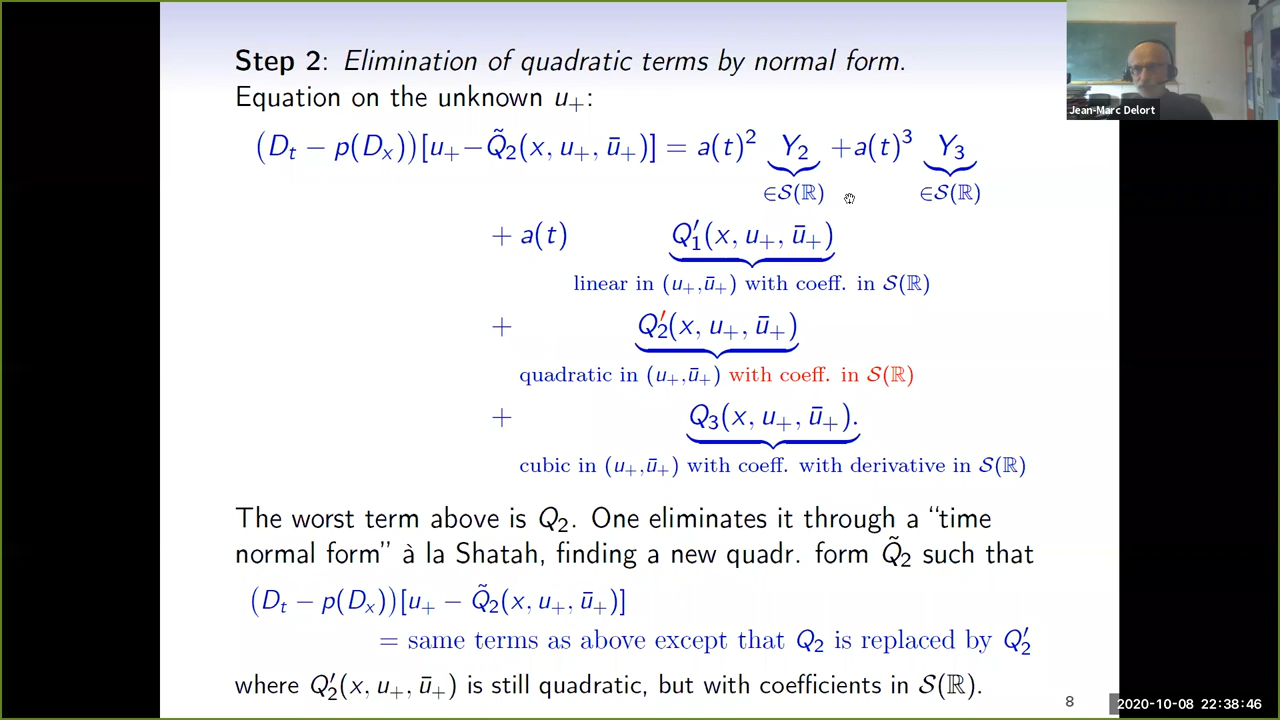 Step 2: Elimination of quadratic terms by normal form.
Equation on the unknown u₊:
(D_t − p(D_x))[u₊−Q̃₂(x, u₊, ū₊)] = a(t)² Y₂ +a(t)³ Y₃
∈S(ℝ) ∈S(ℝ)
+ a(t) Q′₁(x, u₊, ū₊)
linear in (u₊,ū₊) with coeff. in S(ℝ)
+ Q′₂(x, u₊, ū₊)
quadratic in (u₊,ū₊) with coeff. in S(ℝ)
+ Q₃(x, u₊, ū₊).
cubic in (u₊,ū₊) with coeff. with derivative in S(ℝ)
The worst term above is Q₂. One eliminates it through a “time
normal form” à la Shatah, finding a new quadr. form Q̃₂ such that
(D_t − p(D_x))[u₊ − Q̃₂(x, u₊, ū₊)]
= same terms as above except that Q₂ is replaced by Q′₂
where Q′₂(x, u₊, ū₊) is still quadratic, but with coefficients in S(ℝ).
8
Jean-Marc Delort
2020-10-08 22:38:46